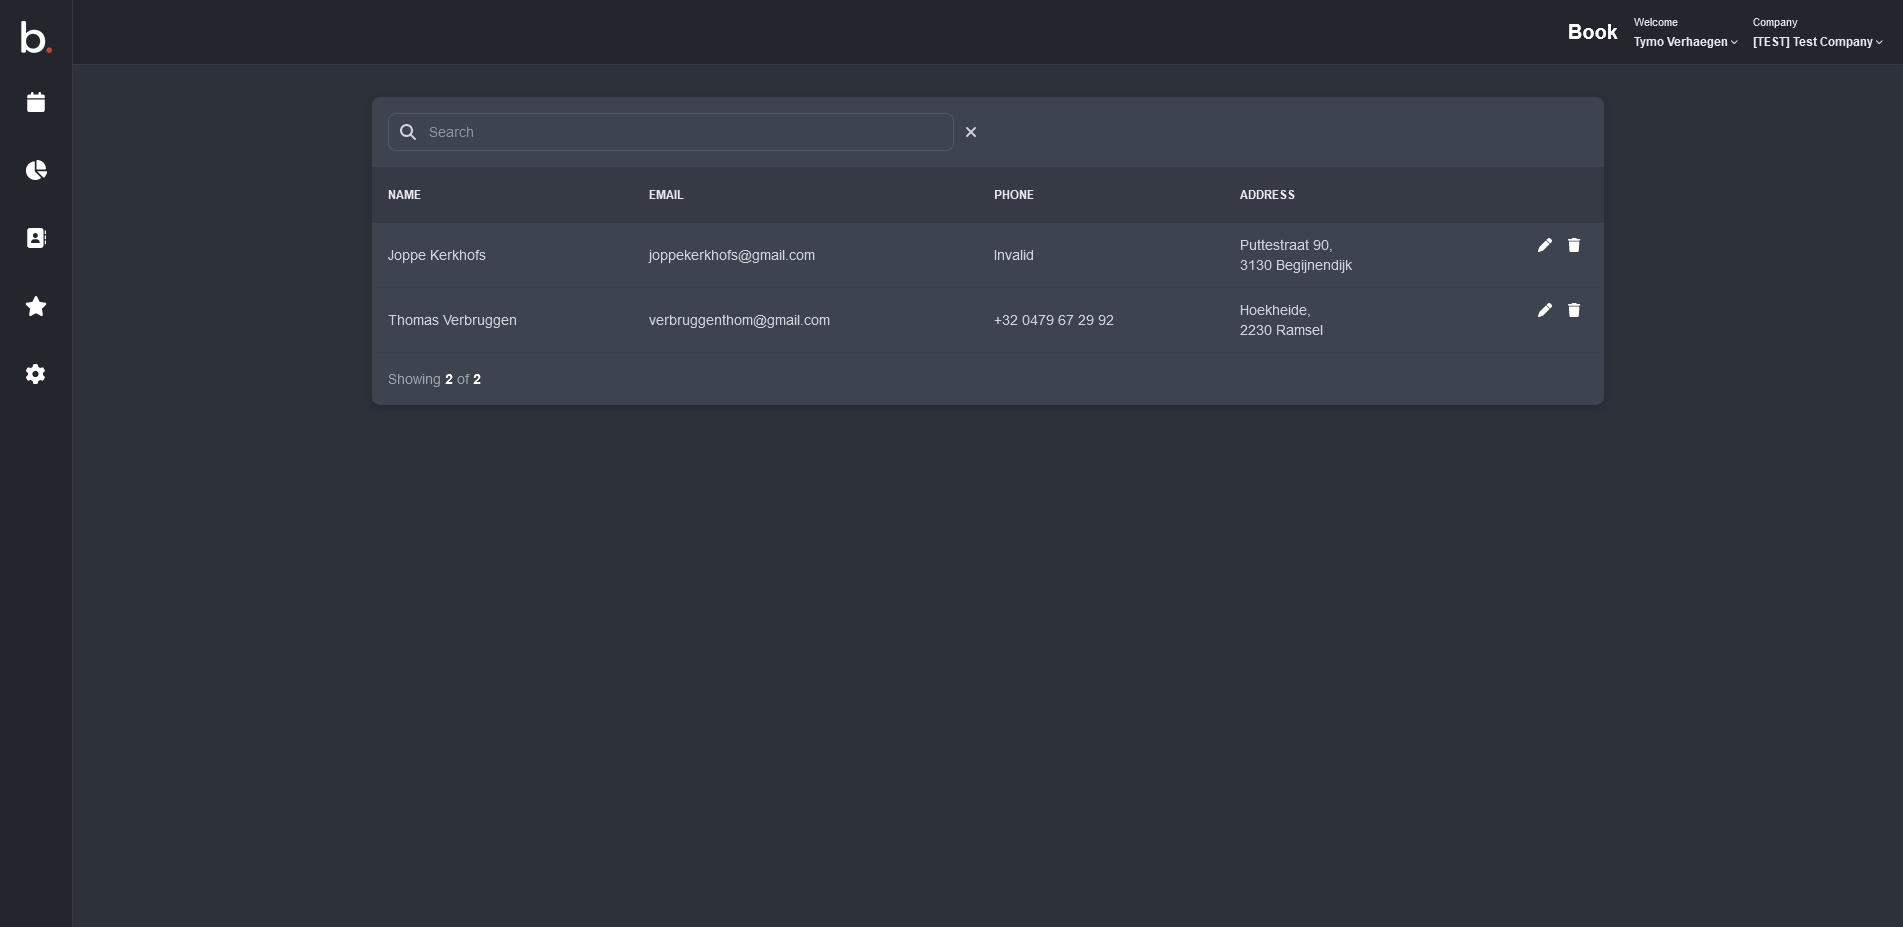 b.
Book
Welcome
Tymo Verhaegen
Company
[TEST] Test Company
Search
NAME EMAIL PHONE ADDRESS
Joppe Kerkhofs joppekerkhofs@gmail.com Invalid Puttestraat 90,
3130 Begijnendijk
Thomas Verbruggen verbruggenthom@gmail.com +32 0479 67 29 92 Hoekheide,
2230 Ramsel
Showing 2 of 2